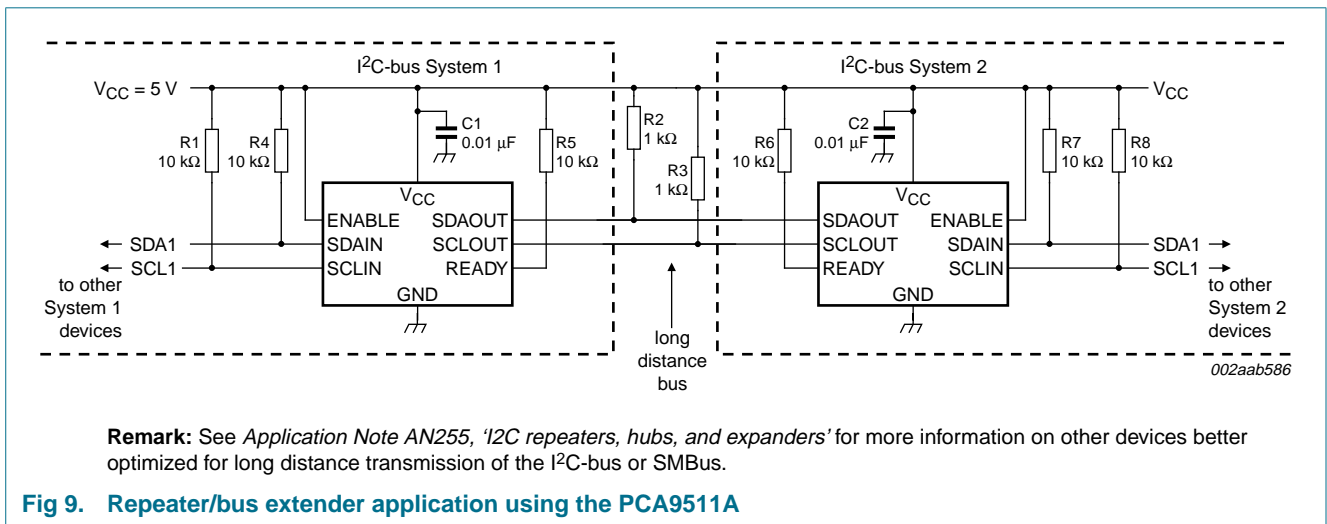 I2C-bus System 1
I2C-bus System 2
VCC = 5 V
VCC
R1
10 kΩ
R4
10 kΩ
C1
0.01 μF
R5
10 kΩ
R2
1 kΩ
R3
1 kΩ
R6
10 kΩ
C2
0.01 μF
R7
10 kΩ
R8
10 kΩ
VCC
ENABLE
SDAOUT
SDAIN
SCLOUT
SCLIN
READY
GND
VCC
SDAOUT
ENABLE
SCLOUT
SDAIN
READY
SCLIN
GND
SDA1
SCL1
to other
System 1
devices
long
distance
bus
SDA1
SCL1
to other
System 2
devices
002aab586
Remark: See Application Note AN255, ‘I2C repeaters, hubs, and expanders’ for more information on other devices better
optimized for long distance transmission of the I2C-bus or SMBus.
Fig 9. Repeater/bus extender application using the PCA9511A